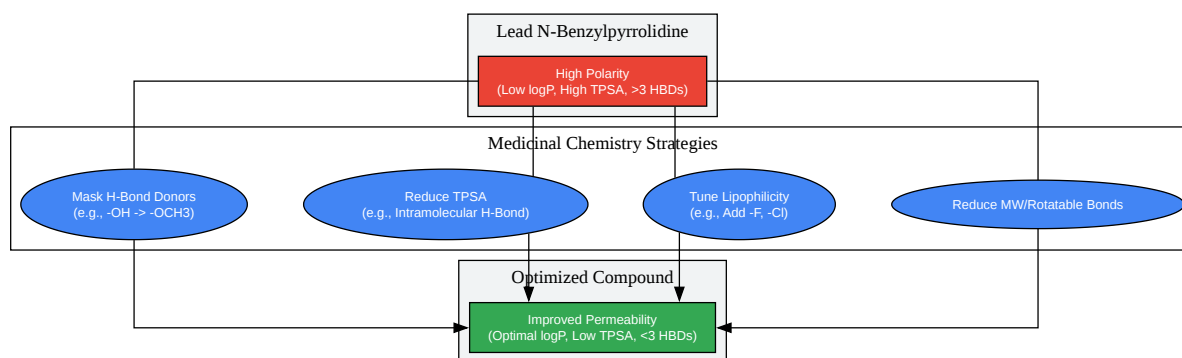 Lead N-Benzylpyrrolidine
High Polarity
(Low logP, High TPSA, >3 HBDs)
Medicinal Chemistry Strategies
Mask H-Bond Donors
(e.g., -OH -> -OCH3)
Reduce TPSA
(e.g., Intramolecular H-Bond)
Tune Lipophilicity
(e.g., Add -F, -Cl)
Reduce MW/Rotatable Bonds
Optimized Compound
Improved Permeability
(Optimal logP, Low TPSA, <3 HBDs)